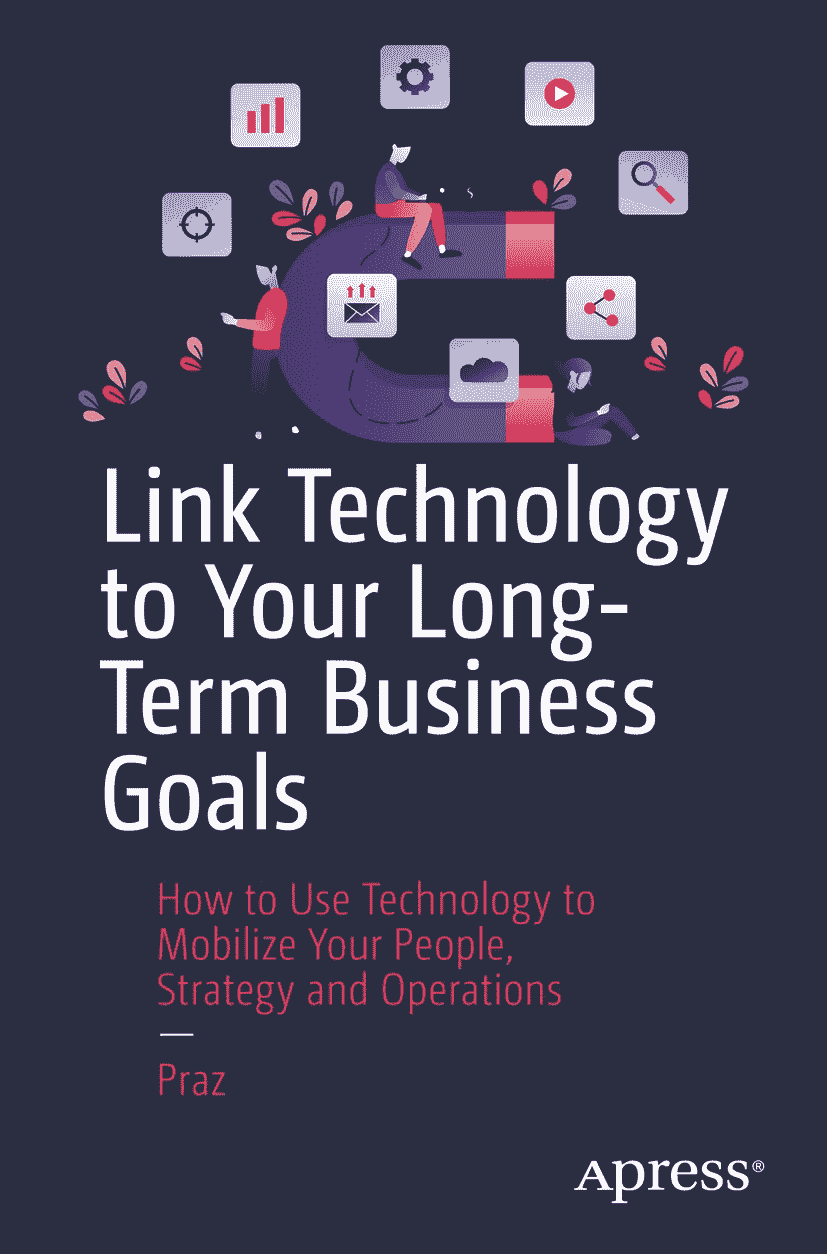 Link Technology
to Your Long-
Term Business
Goals
How to Use Technology to
Mobilize Your People,
Strategy and Operations
Praz
Apress®